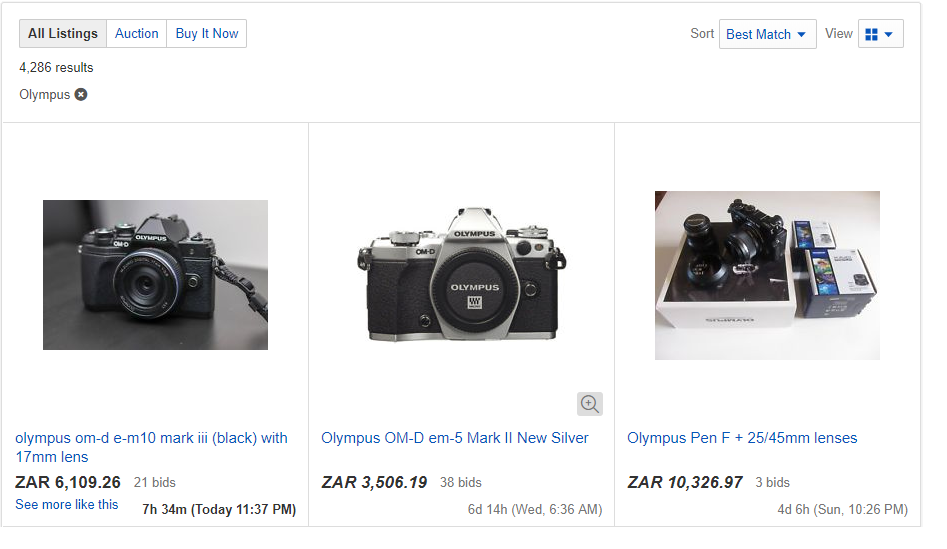 All Listings Auction Buy It Now Sort Best Match View
4,286 results
Olympus
OLYMPUS
OM-D
OLYMPUS
OM-D
OLYMPUS
OLYMPUS
olympus om-d e-m10 mark iii (black) with
17mm lens
ZAR 6,109.26 21 bids
See more like this 7h 34m (Today 11:37 PM)
Olympus OM-D em-5 Mark II New Silver
ZAR 3,506.19 38 bids
6d 14h (Wed, 6:36 AM)
Olympus Pen F + 25/45mm lenses
ZAR 10,326.97 3 bids
4d 6h (Sun, 10:26 PM)